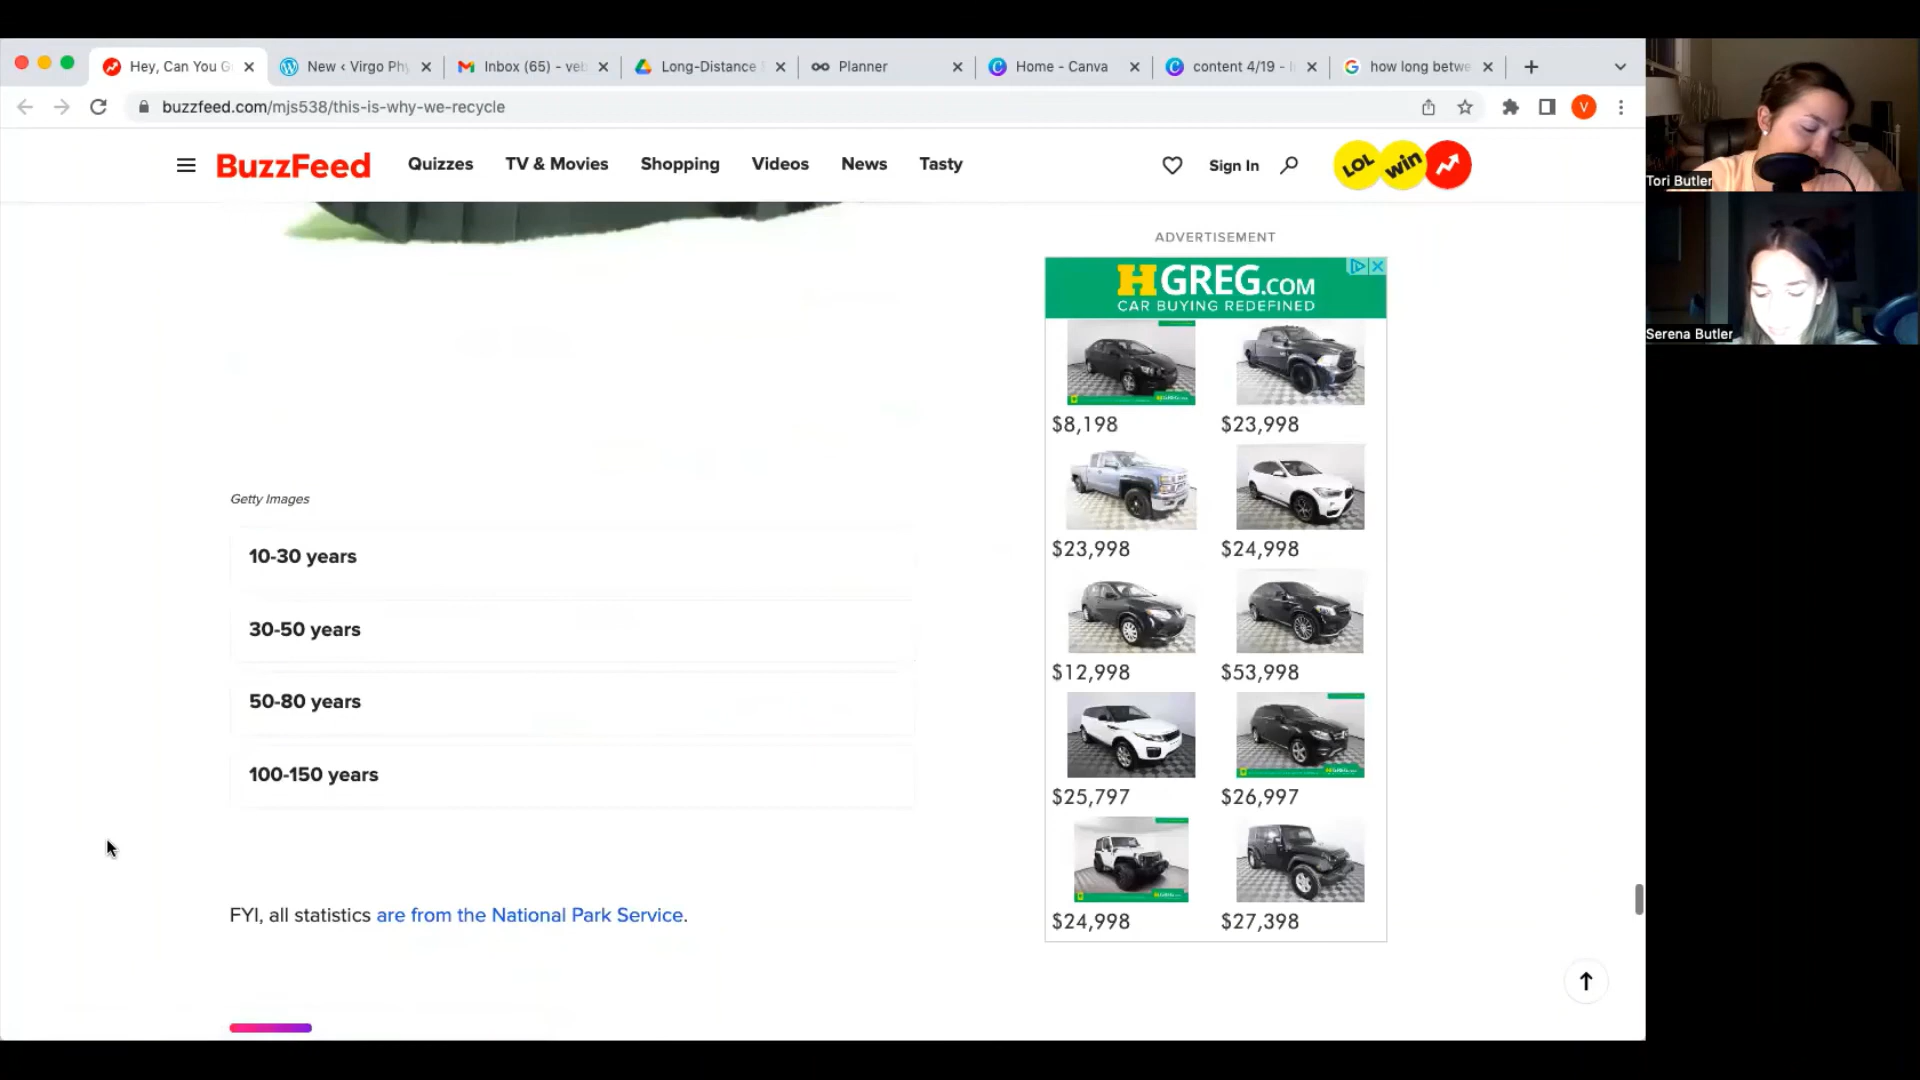 Hey, Can You G
New ‹ Virgo Phy
Inbox (65) - veb
Long-Distance
Planner
Home - Canva
content 4/19 -
how long betwe
buzzfeed.com/mjs538/this-is-why-we-recycle
V
BuzzFeed
Quizzes
TV & Movies
Shopping
Videos
News
Tasty
Sign In
LOL
win
Tori Butler
Serena Butler
ADVERTISEMENT
HGREG.COM
CAR BUYING REDEFINED
$8,198
$23,998
$23,998
$24,998
$12,998
$53,998
$25,797
$26,997
$24,998
$27,398
Getty Images
10-30 years
30-50 years
50-80 years
100-150 years
FYI, all statistics are from the National Park Service.